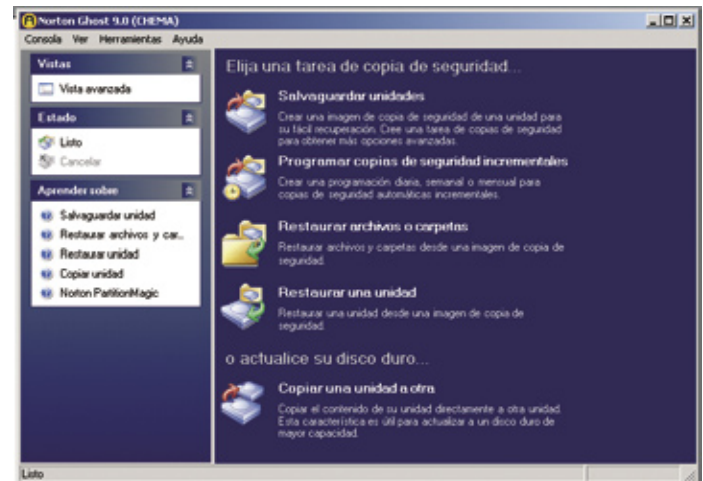 Norton Ghost 9.0 (CHEMA)
Consola Ver Herramientas Ayuda
Vistas
Vista avanzada
Estado
Listo
Cancelar
Aprender sobre
Salvaguardar unidad
Restaurar archivos y car...
Restaurar unidad
Copiar unidad
Norton PartitionMagic
Elija una tarea de copia de seguridad...
Salvaguardar unidades
Crear una imagen de copia de seguridad de una unidad para
su fácil recuperación. Cree una tarea de copias de seguridad
para obtener más opciones avanzadas.
Programar copias de seguridad incrementales
Crear una programación diaria, semanal o mensual para
copias de seguridad automáticas incrementales.
Restaurar archivos o carpetas
Restaurar archivos y carpetas desde una imagen de copia de
seguridad.
Restaurar una unidad
Restaurar una unidad desde una imagen de copia de
seguridad.
o actualice su disco duro...
Copiar una unidad a otra
Copiar el contenido de su unidad directamente a otra unidad.
Esta característica es útil para actualizar a un disco duro de
mayor capacidad.
Listo